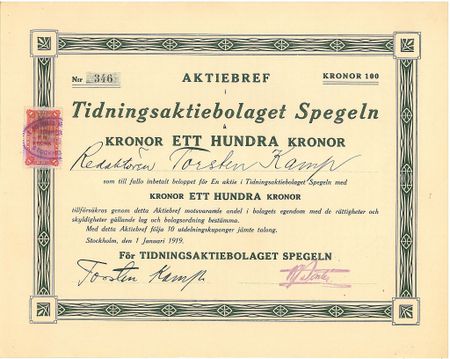 Nrr 346
AKTIEBREF
KRONOR 100
i
Tidningsaktiebolaget Spegeln
å
KRONOR ETT HUNDRA KRONOR
Redaktören Torsten Kamp
som till fullo inbetalt beloppet för En aktie i Tidningsaktiebolaget Spegeln med
KRONOR ETT HUNDRA KRONOR
tillförsäkras genom detta Aktiebref motsvarande andel i bolagets egendom med de rättigheter och
skyldigheter gällande lag och bolagsordning bestämma.
Med detta Aktiebref följa 10 utdelningskuponger jämte talong.
Stockholm, den 1 Januari 1919.
För TIDNINGSAKTIEBOLAGET SPEGELN
Torsten Kamp